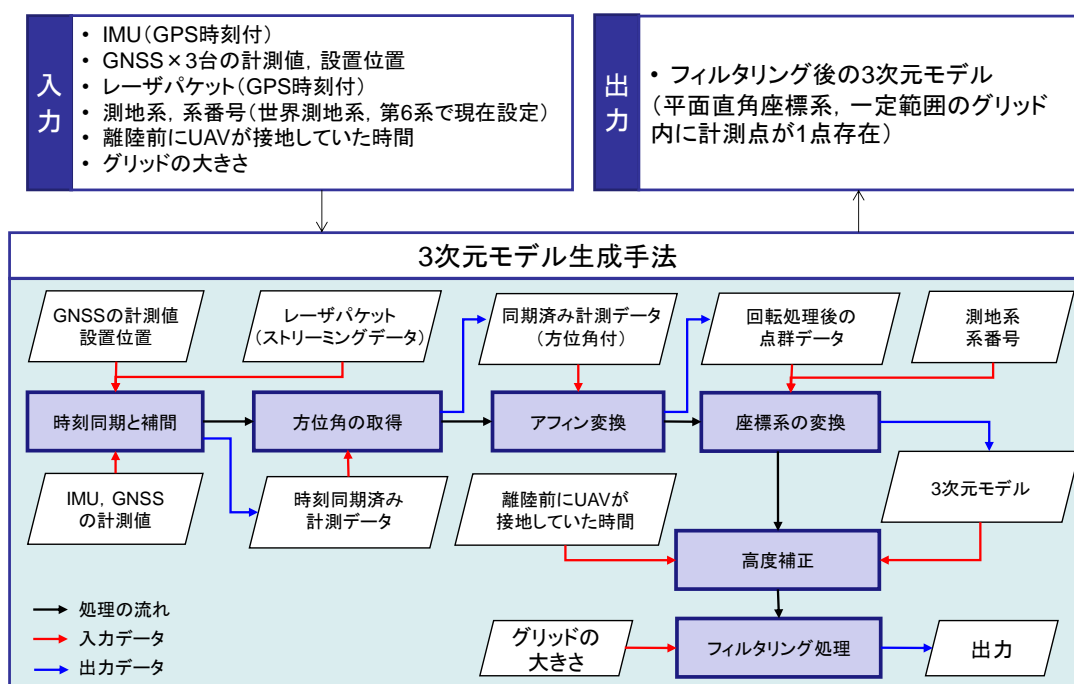 入力
• IMU(GPS時刻付)
• GNSS×3台の計測値,設置位置
• レーザパケット(GPS時刻付)
• 測地系,系番号(世界測地系,第6系で現在設定)
• 離陸前にUAVが接地していた時間
• グリッドの大きさ
出力
• フィルタリング後の3次元モデル
(平面直角座標系,一定範囲のグリッド
内に計測点が1点存在)
3次元モデル生成手法
GNSSの計測値
設置位置
レーザパケット
(ストリーミングデータ)
同期済み計測データ
(方位角付)
回転処理後の
点群データ
測地系
系番号
時刻同期と補間
方位角の取得
アフィン変換
座標系の変換
IMU,GNSS
の計測値
時刻同期済み
計測データ
離陸前にUAVが
接地していた時間
3次元モデル
高度補正
処理の流れ
入力データ
出力データ
グリッドの
大きさ
フィルタリング処理
出力